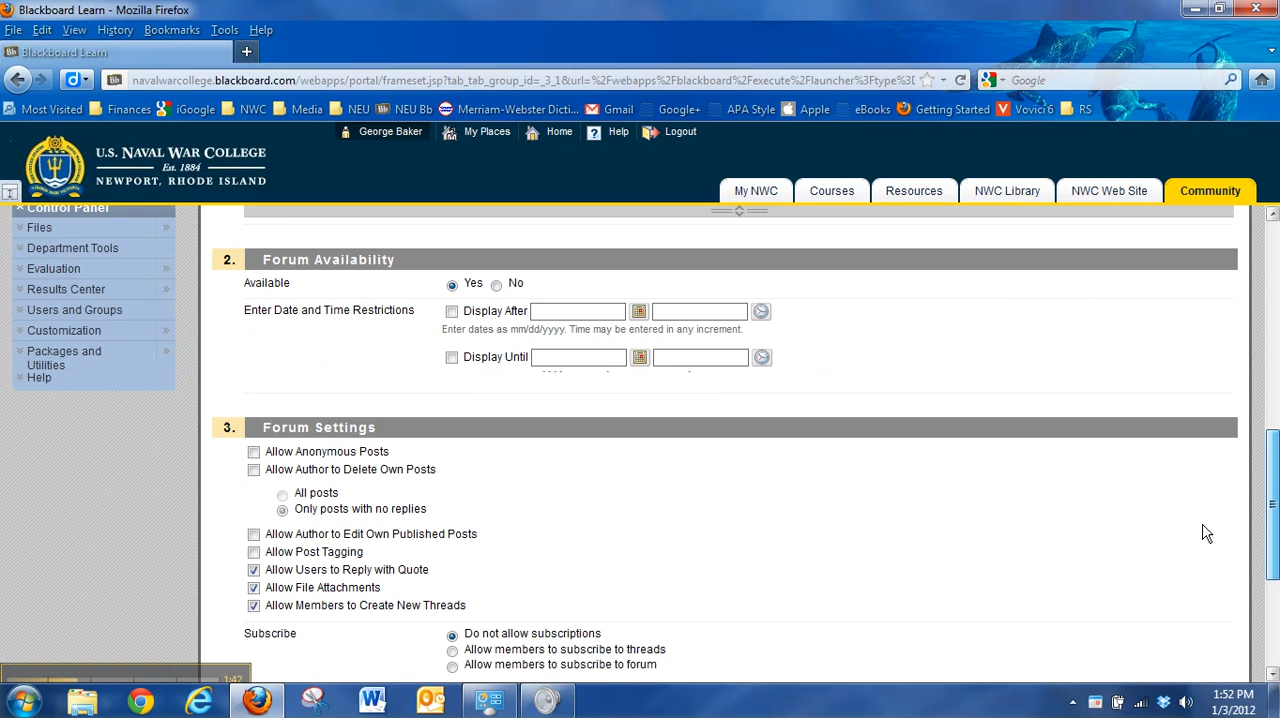 Blackboard Learn - Mozilla Firefox
File Edit View History Bookmarks Tools Help
Blackboard Learn
navalwarcollege.blackboard.com/webapps/portal/frameset.jsp?tab_tab_group_id=_3_1&url=%2Fwebapps%2Fblackboard%2Fexecute%2Flauncher%3Ftype%3D Google
Most Visited Finances iGoogle NWC Media NEU NEU Bb Merriam-Webster Dicti... Gmail Google+ APA Style Apple eBooks Getting Started Vovici 6 RS
George Baker My Places Home Help Logout
U.S. NAVAL WAR COLLEGE
Est. 1884
NEWPORT, RHODE ISLAND
My NWC Courses Resources NWC Library NWC Web Site Community
Control Panel
Files
Department Tools
Evaluation
Results Center
Users and Groups
Customization
Packages and
Utilities
Help
2. Forum Availability
Available Yes No
Enter Date and Time Restrictions Display After
Enter dates as mm/dd/yyyy. Time may be entered in any increment.
Display Until
3. Forum Settings
Allow Anonymous Posts
Allow Author to Delete Own Posts
All posts
Only posts with no replies
Allow Author to Edit Own Published Posts
Allow Post Tagging
Allow Users to Reply with Quote
Allow File Attachments
Allow Members to Create New Threads
Subscribe Do not allow subscriptions
Allow members to subscribe to threads
Allow members to subscribe to forum
1:42
1:52 PM
1/3/2012